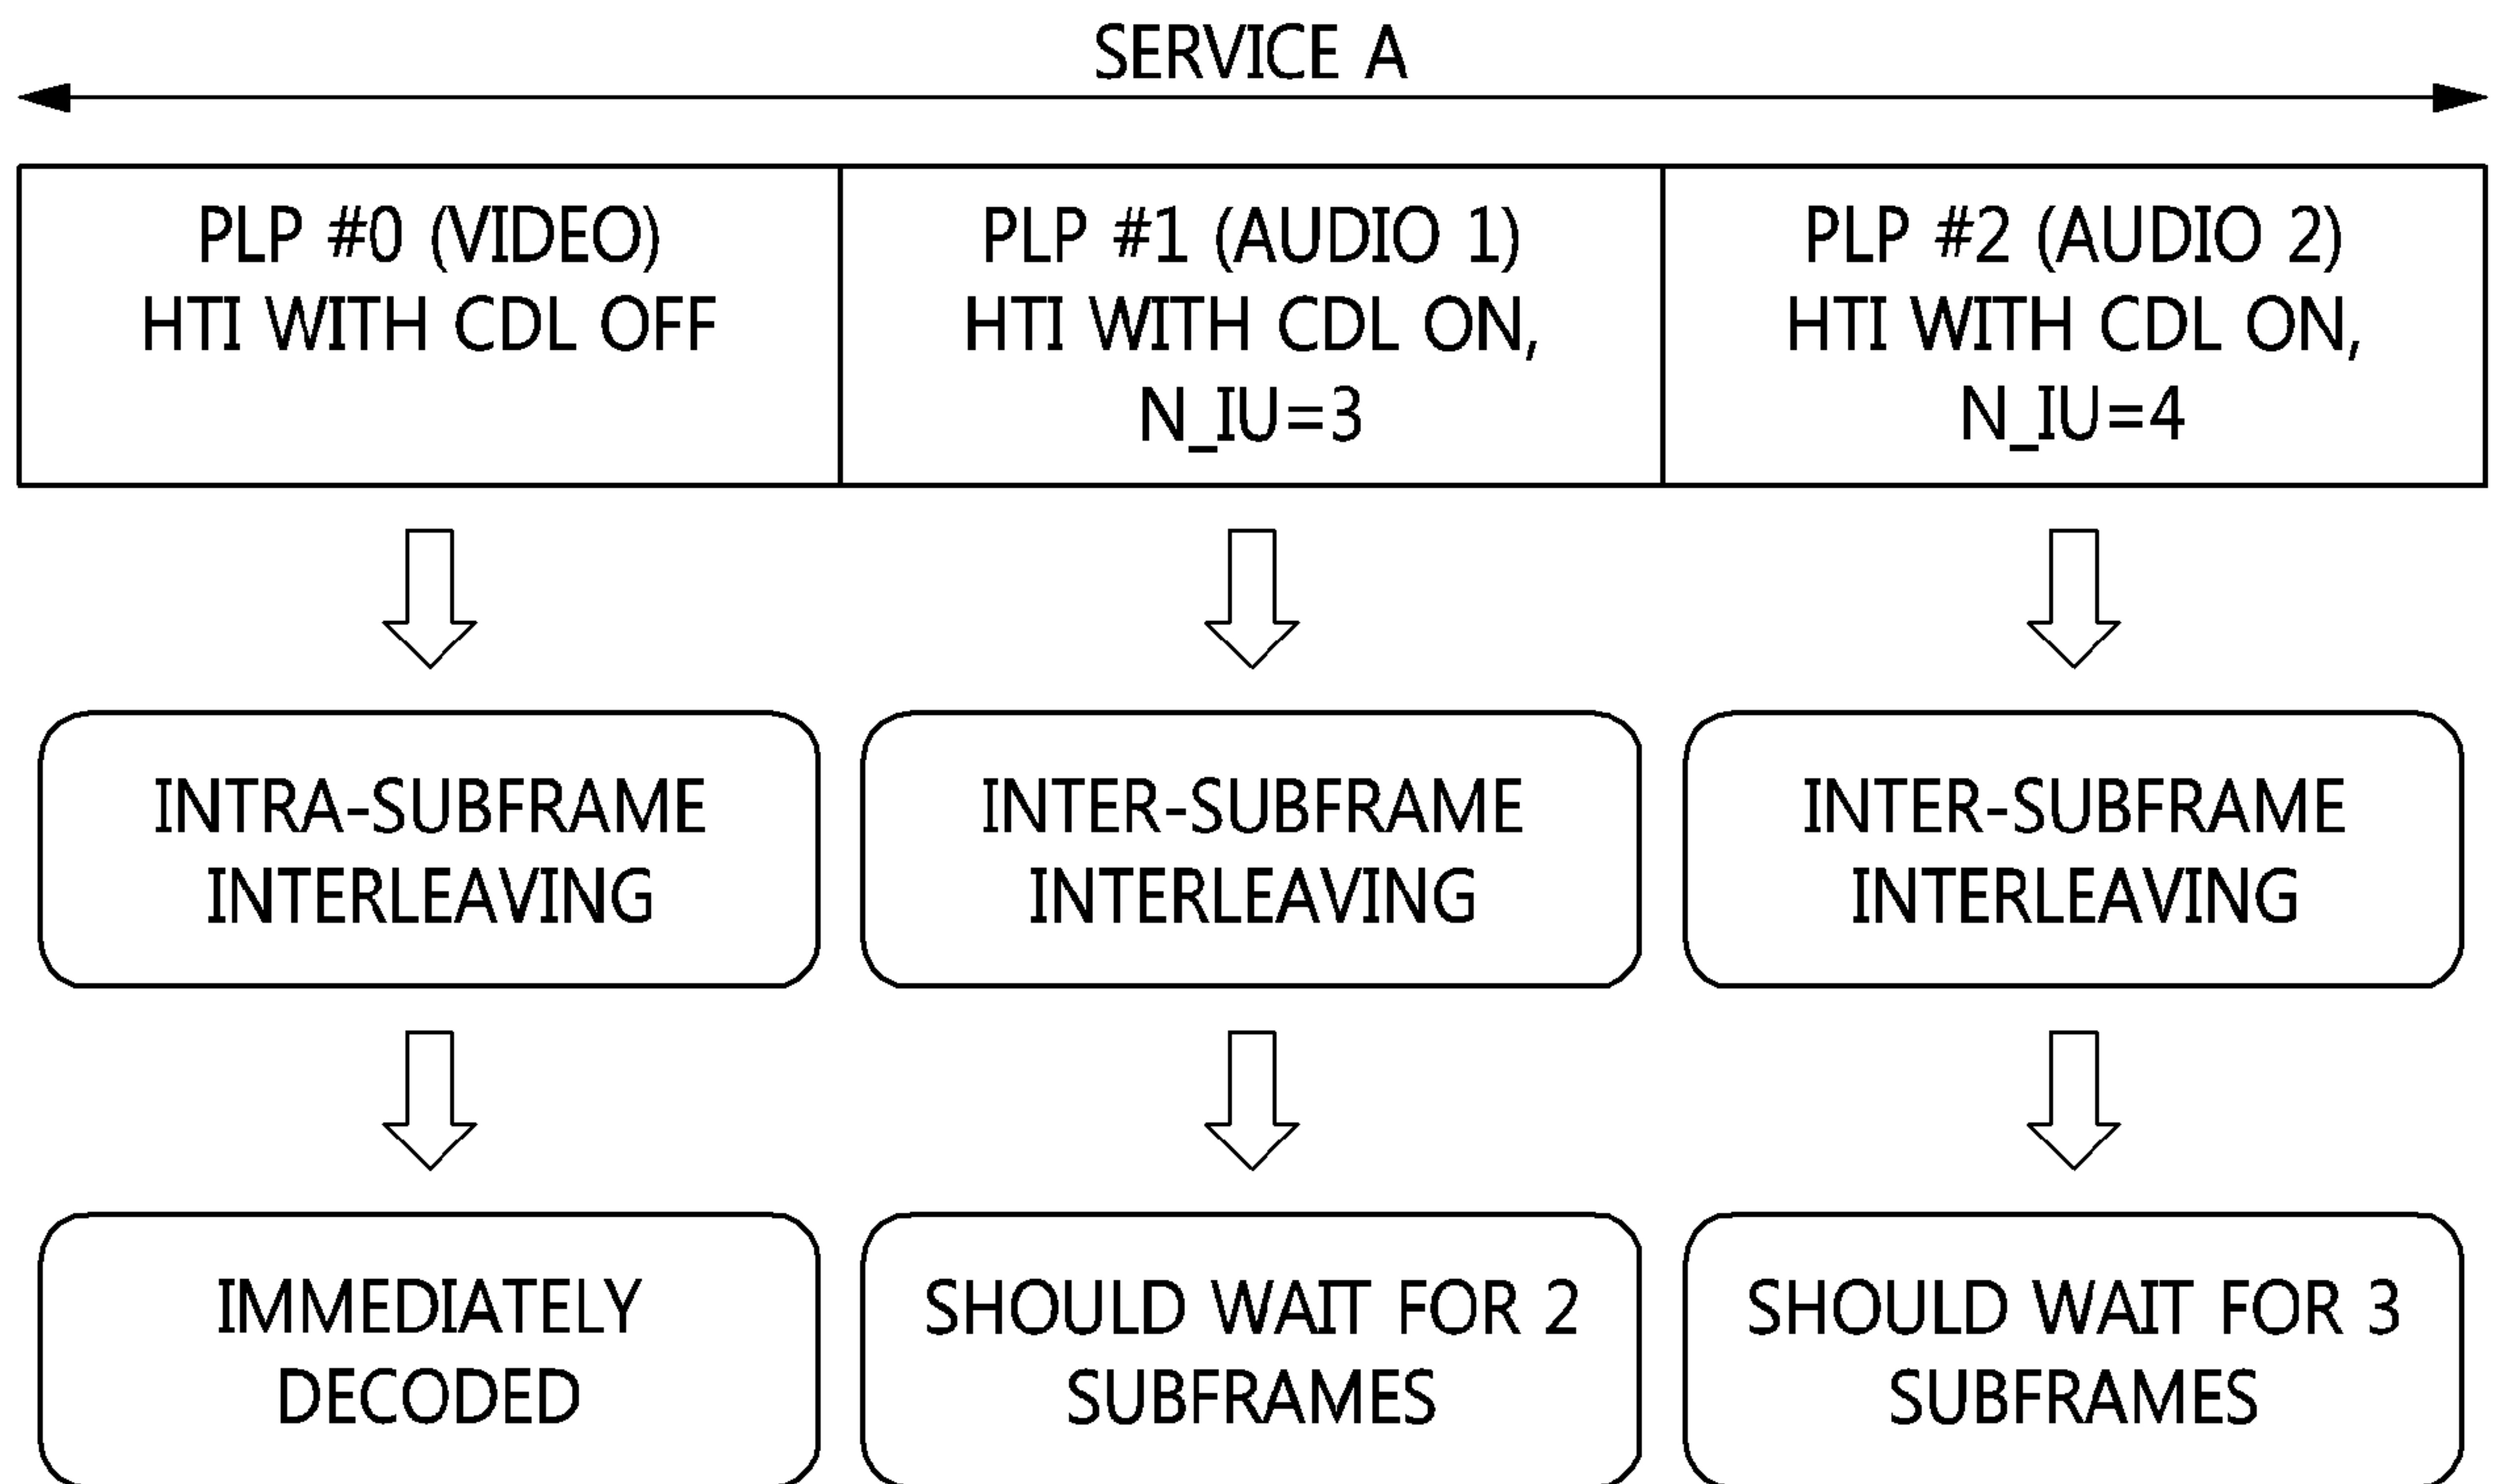 SERVICE A
PLP #0 (VIDEO)
HTI WITH CDL OFF
PLP #1 (AUDIO 1)
HTI WITH CDL ON,
N_IU=3
PLP #2 (AUDIO 2)
HTI WITH CDL ON,
N_IU=4
INTRA-SUBFRAME
INTERLEAVING
INTER-SUBFRAME
INTERLEAVING
INTER-SUBFRAME
INTERLEAVING
IMMEDIATELY
DECODED
SHOULD WAIT FOR 2
SUBFRAMES
SHOULD WAIT FOR 3
SUBFRAMES